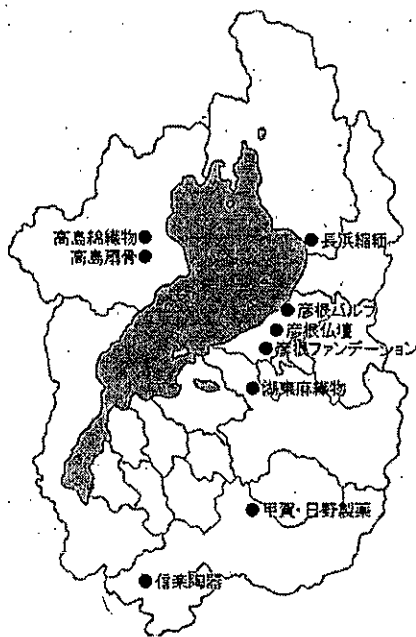 高島綿織物
高島扇骨
長浜縮緬
彦根バルブ
彦根仏壇
彦根ファンデーション
湖東麻織物
甲賀・日野製薬
信楽陶器